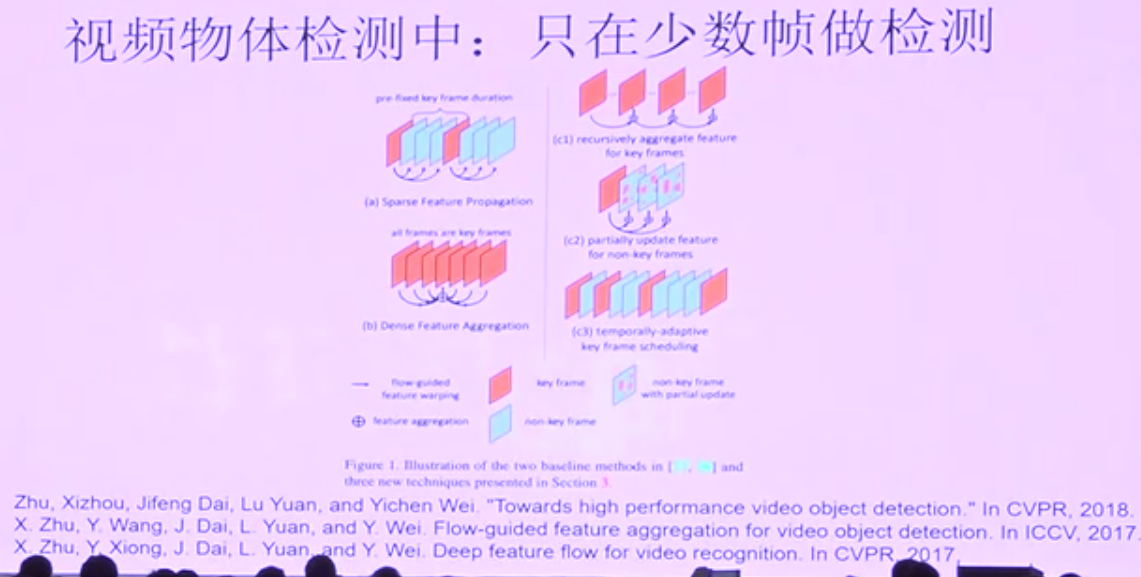 视频物体检测中：只在少数帧做检测
pre-fixed key frame duration
(a) Sparse Feature Propagation
all frames are key frames
(b) Dense Feature Aggregation
(c1) recursively aggregate feature
for key frames
(c2) partially update feature
for non-key frames
(c3) temporally-adaptive
key frame scheduling
flow-guided
feature warping
key frame
non-key frame
with partial update
feature aggregation
non-key frame
Figure 1. Illustration of the two baseline methods in [ , ] and
three new techniques presented in Section 3.
Zhu, Xizhou, Jifeng Dai, Lu Yuan, and Yichen Wei. "Towards high performance video object detection." In CVPR, 2018.
X. Zhu, Y. Wang, J. Dai, L. Yuan, and Y. Wei. Flow-guided feature aggregation for video object detection. In ICCV, 2017.
X. Zhu, Y. Xiong, J. Dai, L. Yuan, and Y. Wei. Deep feature flow for video recognition. In CVPR, 2017.